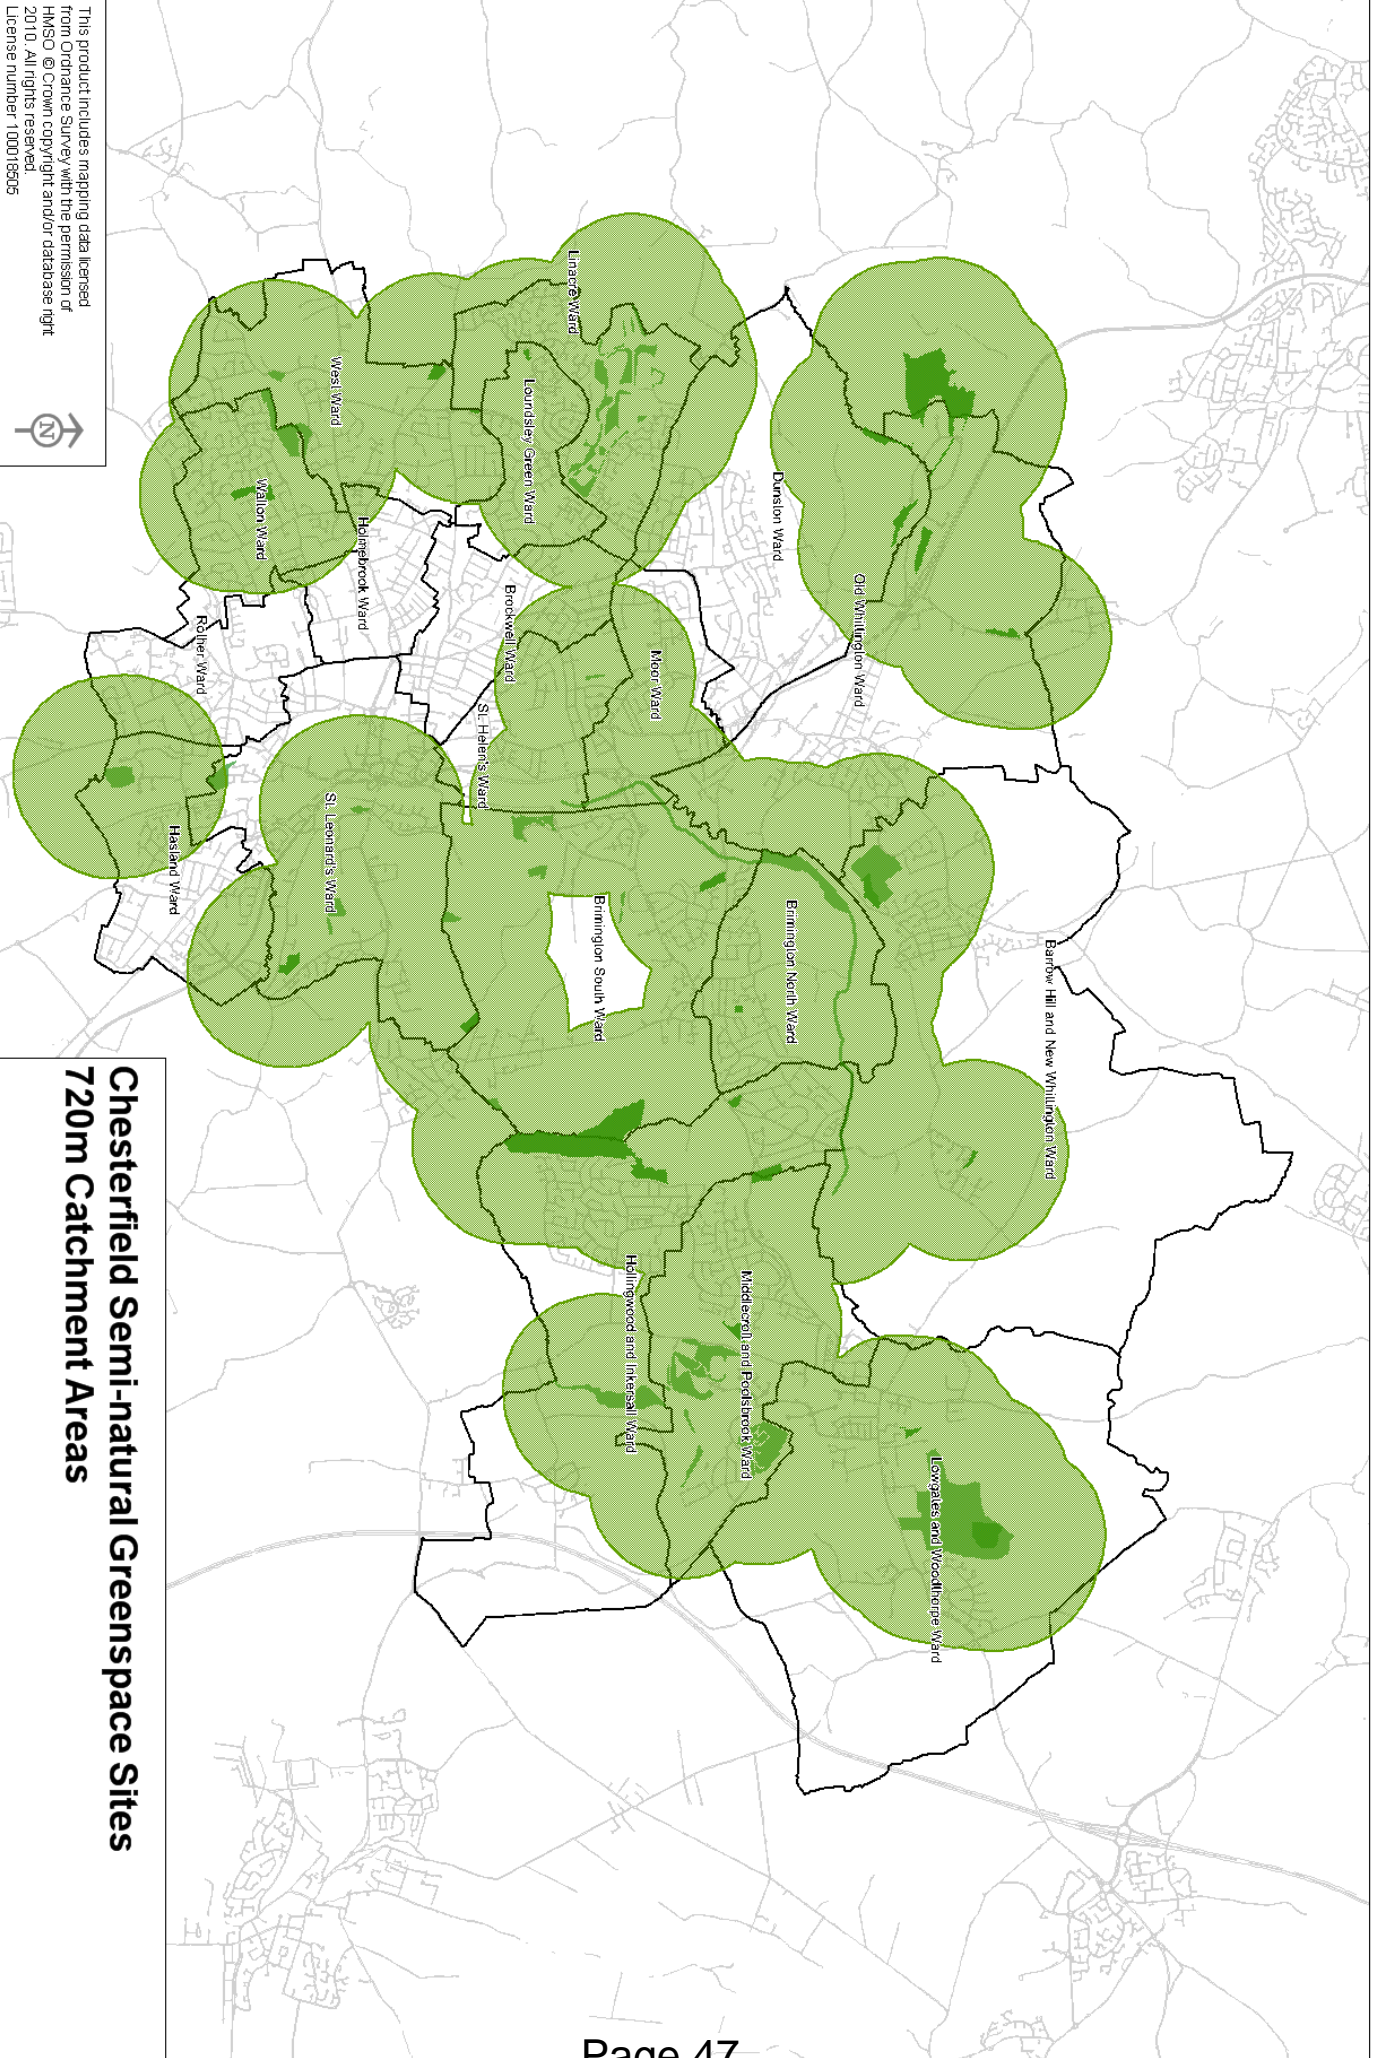 Chesterfield Semi-natural Greenspace Sites
720m Catchment Areas
Barrow Hill and New Whittington Ward
Lowgates and Woodthorpe Ward
Old Whittington Ward
Brimington North Ward
Dunston Ward
Middlecroft and Poolsbrook Ward
Moor Ward
Hollingwood and Inkersall Ward
Brimington South Ward
Linacre Ward
Loundsley Green Ward
Brockwell Ward
St. Helen's Ward
Holmebrook Ward
West Ward
St. Leonard's Ward
Walton Ward
Rother Ward
Hasland Ward
This product includes mapping data licensed
from Ordnance Survey with the permission of
HMSO © Crown copyright and/or database right
2010. All rights reserved.
License number 100018505
N
Page 47